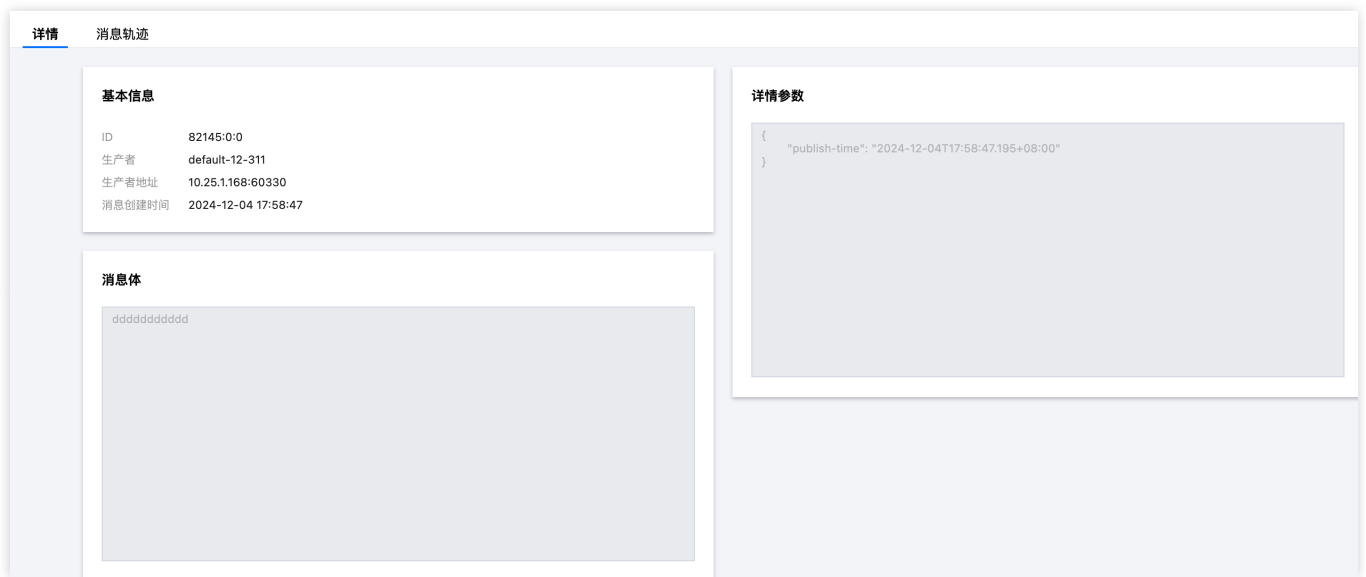 详情 消息轨迹
基本信息
ID 82145:0:0
生产者 default-12-311
生产者地址 10.25.1.168:60330
消息创建时间 2024-12-04 17:58:47
消息体
ddddddddddd
详情参数
{
"publish-time": "2024-12-04T17:58:47.195+08:00"
}